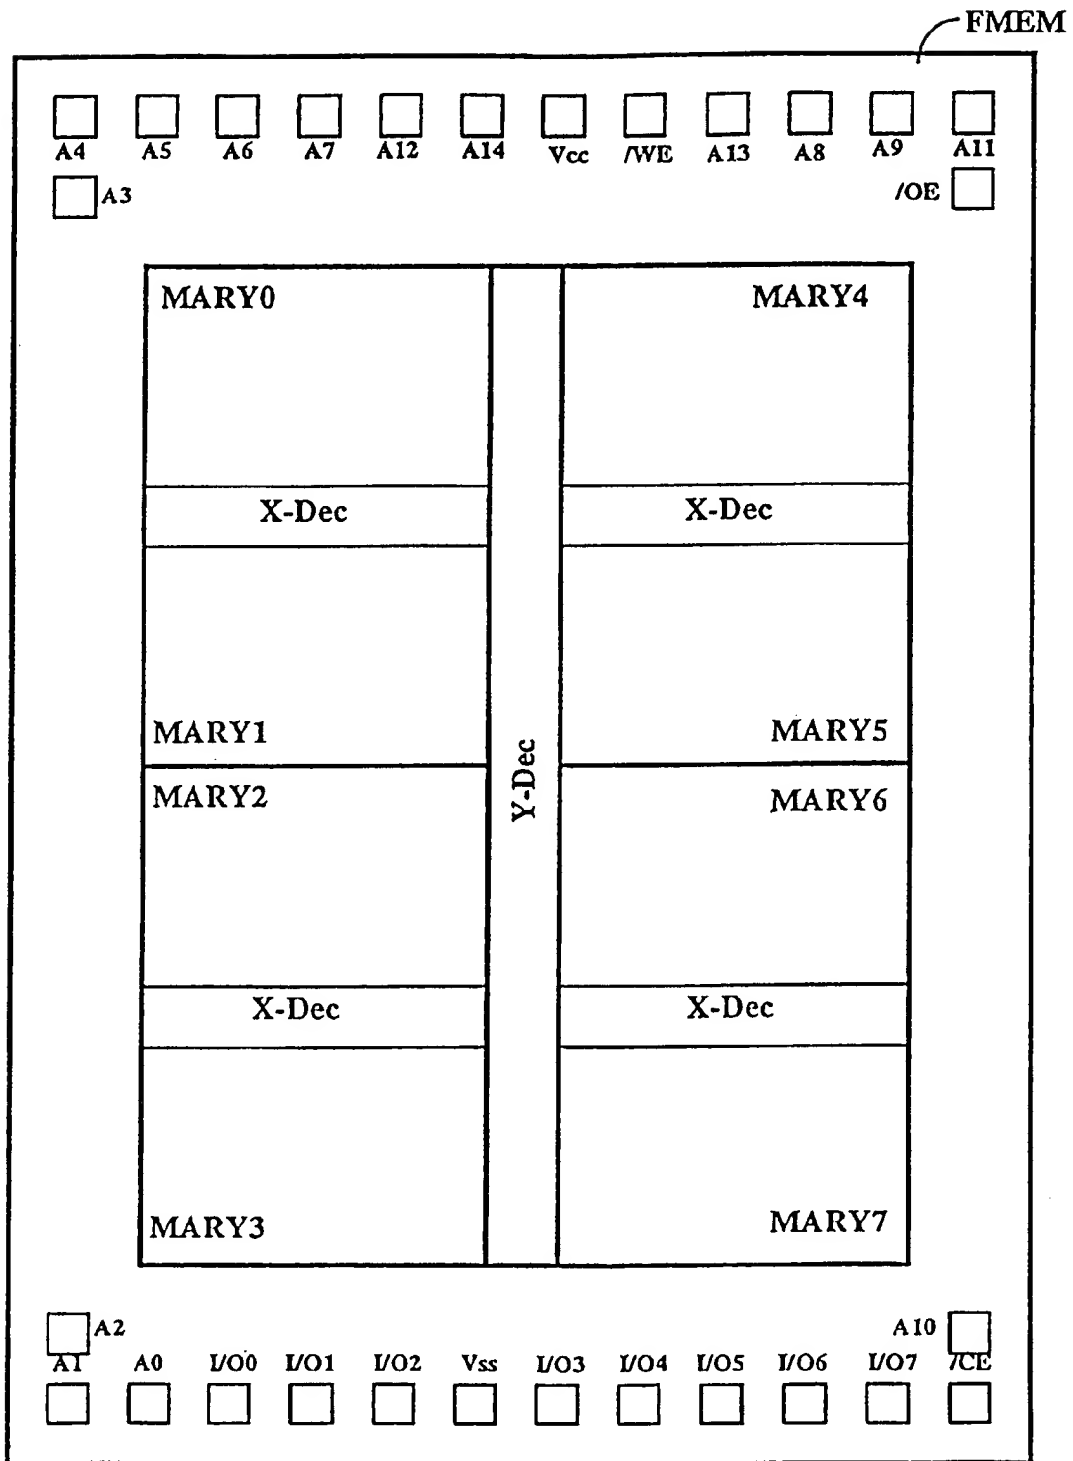 FMEM
A4 A5 A6 A7 A12 A14 Vcc /WE A13 A8 A9 A11
A3 /OE
MARY0 MARY4
X-Dec X-Dec
MARY1 MARY5
Y-Dec
MARY2 MARY6
X-Dec X-Dec
MARY3 MARY7
A2 A10
A1 A0 I/O0 I/O1 I/O2 Vss I/O3 I/O4 I/O5 I/O6 I/O7 /CE